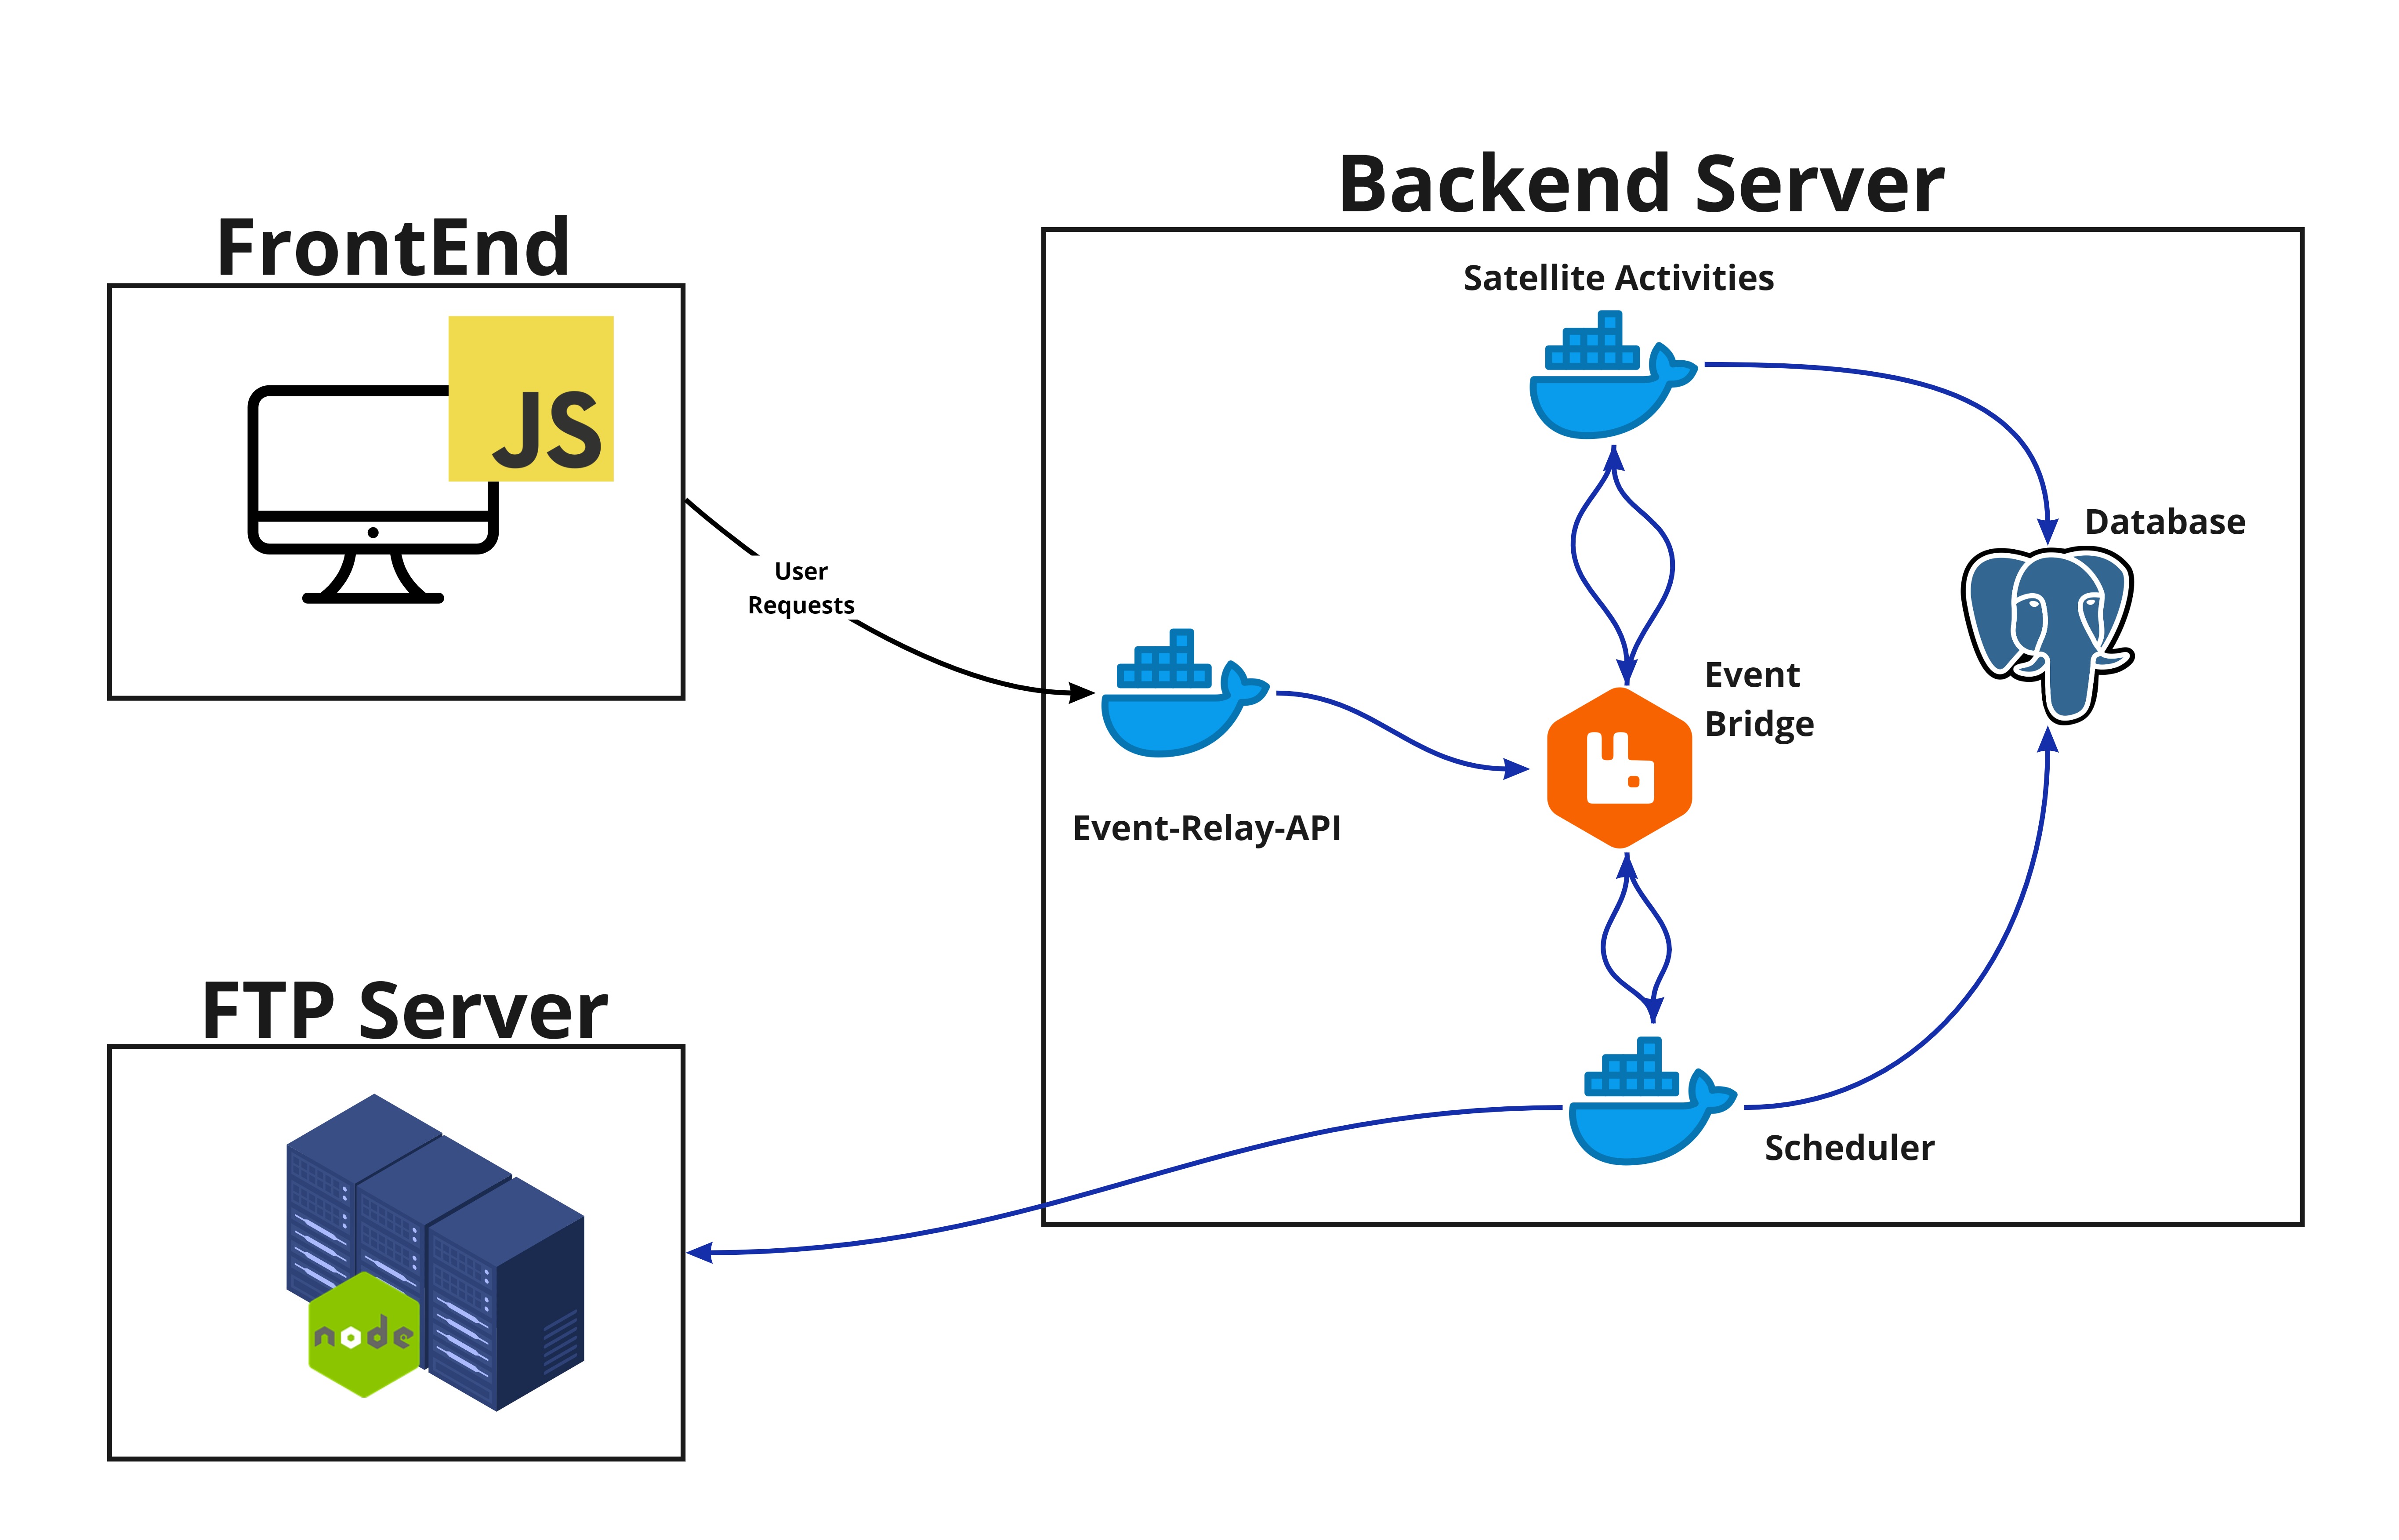 Backend Server
FrontEnd
Satellite Activities
JS
Database
User
Requests
Event
Bridge
Event-Relay-API
FTP Server
Scheduler
node